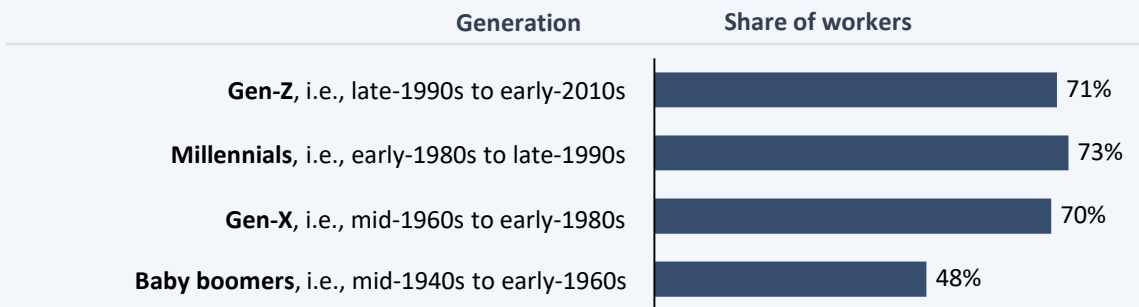 Generation Share of workers
Gen-Z, i.e., late-1990s to early-2010s 71%
Millennials, i.e., early-1980s to late-1990s 73%
Gen-X, i.e., mid-1960s to early-1980s 70%
Baby boomers, i.e., mid-1940s to early-1960s 48%